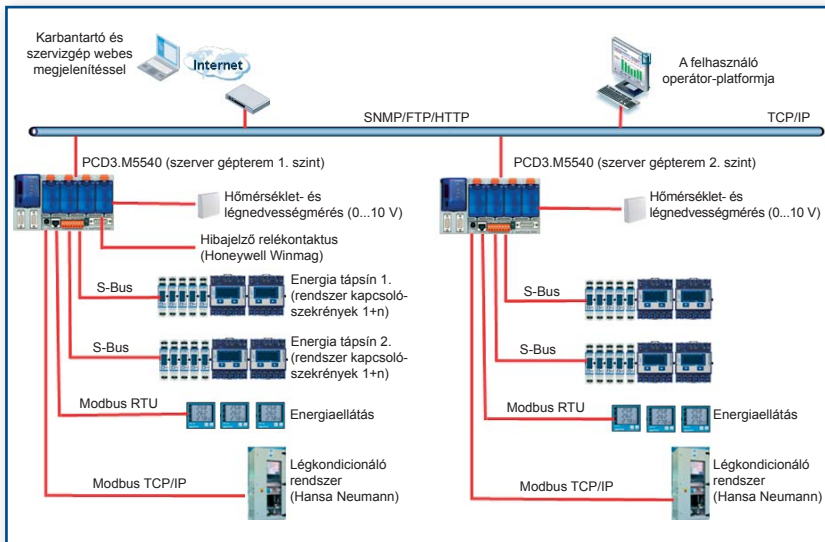 Karbantartó és
szervizgép webes
megjelenítéssel
Internet
A felhasználó
operátor-platformja
SNMP/FTP/HTTP
TCP/IP
PCD3.M5540 (szerver gépterem 1. szint)
Hőmérséklet- és
légnedvességmérés (0...10 V)
Hibajelző relékontaktus
(Honeywell Winmag)
S-Bus
Energia tápsín 1.
(rendszer kapcsoló-
szekrények 1+n)
S-Bus
Energia tápsín 2.
(rendszer kapcsoló-
szekrények 1+n)
Modbus RTU
Energiaellátás
Modbus TCP/IP
Légkondicionáló
rendszer
(Hansa Neumann)
PCD3.M5540 (szerver gépterem 2. szint)
Hőmérséklet- és
légnedvességmérés (0...10 V)
S-Bus
S-Bus
Modbus RTU
Energiaellátás
Modbus TCP/IP
Légkondicionáló
rendszer
(Hansa Neumann)